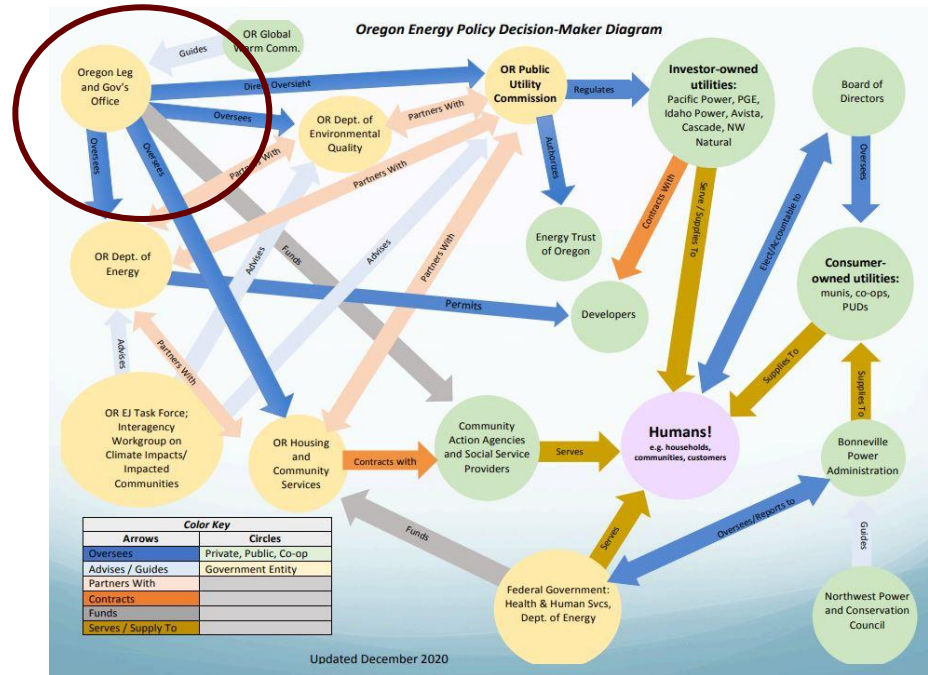 Oregon Energy Policy Decision-Maker Diagram
OR Global
Warm Comm.
Guides
Oregon Leg
and Gov's
Office
Direct Oversight
OR Public
Utility
Commission
Regulates
Investor-owned
utilities:
Pacific Power, PGE,
Idaho Power, Avista,
Cascade, NW
Natural
Board of
Directors
Oversees
OR Dept. of
Environmental
Quality
Partners With
Oversees
Oversees
Partners With
Partners With
Authorizes
Contracts With
Serve / Supplies To
Elect/Accountable to
Oversees
OR Dept. of
Energy
Advises
Funds
Advises
Partners With
Energy Trust
of Oregon
Consumer-
owned utilities:
munis, co-ops,
PUDs
Permits
Developers
Advises
Partners With
Supplies To
Supplies To
OR EJ Task Force;
Interagency
Workgroup on
Climate Impacts/
Impacted
Communities
OR Housing
and
Community
Services
Contracts with
Community
Action Agencies
and Social Service
Providers
Serves
Humans!
e.g. households,
communities, customers
Bonneville
Power
Administration
Funds
Serves
Oversees/Reports to
Guides
Federal Government:
Health & Human Svcs,
Dept. of Energy
Northwest Power
and Conservation
Council
Color Key
Arrows Circles
Oversees Private, Public, Co-op
Advises / Guides Government Entity
Partners With
Contracts
Funds
Serves / Supply To
Updated December 2020